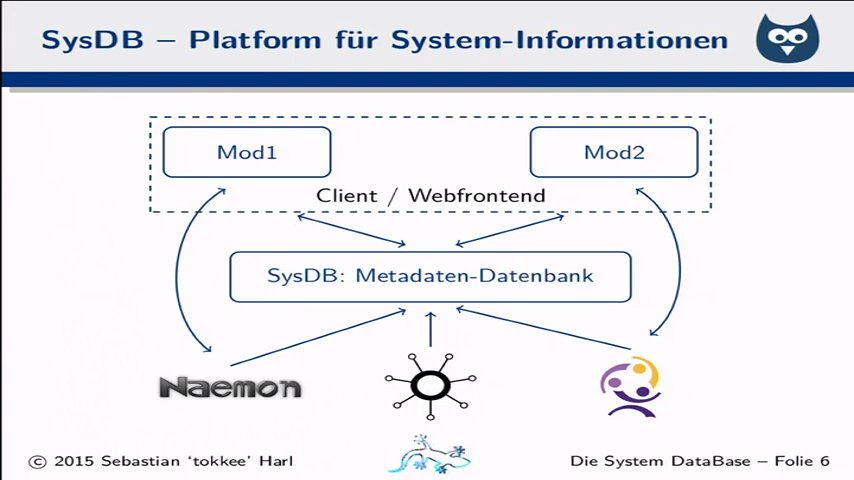 SysDB – Platform für System-Informationen
Mod1
Mod2
Client / Webfrontend
SysDB: Metadaten-Datenbank
Naemon
© 2015 Sebastian ‘tokkee’ Harl
Die System DataBase – Folie 6